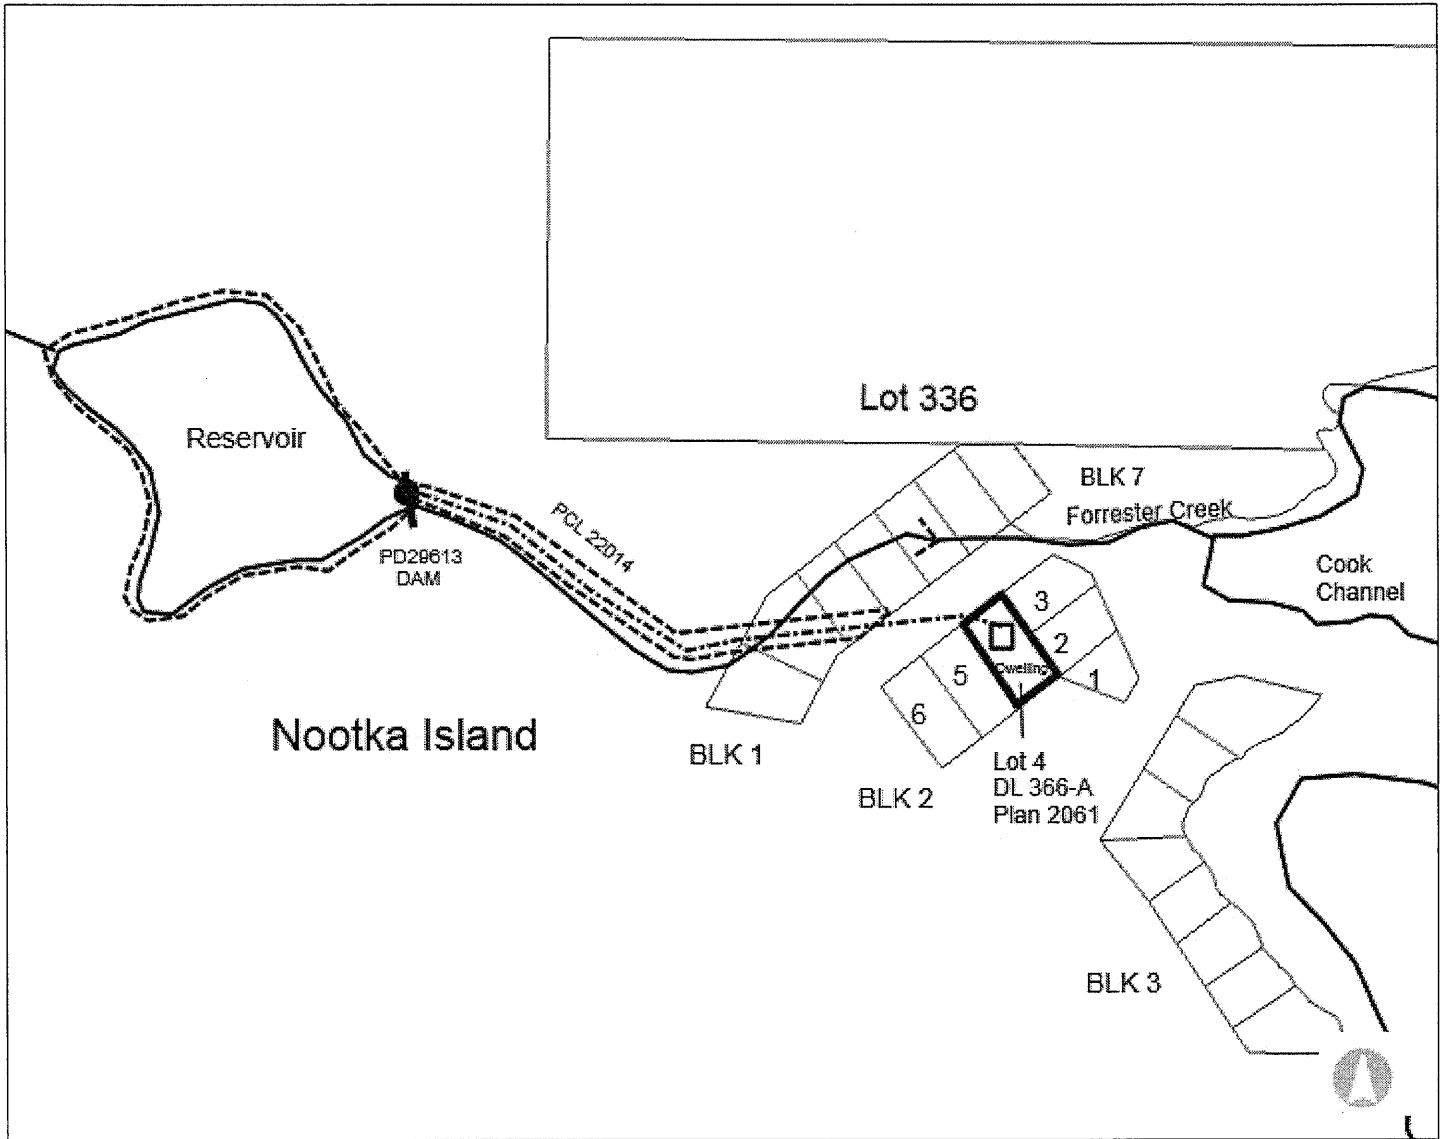 Lot 336
Reservoir
BLK 7
Forrester Creek
PCL 22014
PD29613
DAM
Cook
Channel
3
2
1
Dwelling
5
6
Nootka Island
BLK 1
BLK 2
Lot 4
DL 366-A
Plan 2061
BLK 3